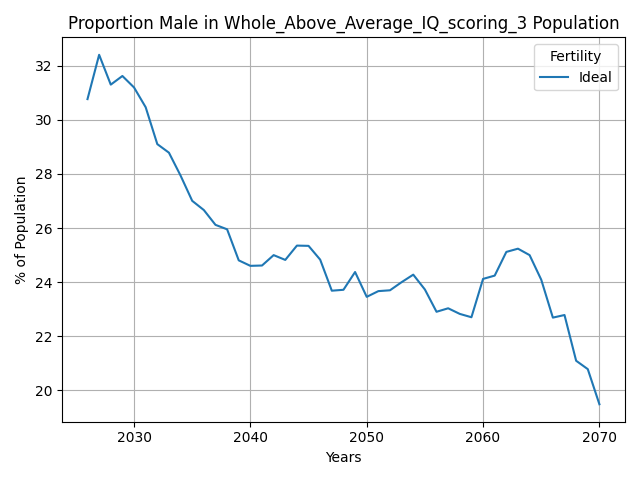 Proportion Male in Whole_Above_Average_IQ_scoring_3 Population
Fertility
Ideal
% of Population
32
30
28
26
24
22
20
2030 2040 2050 2060 2070
Years